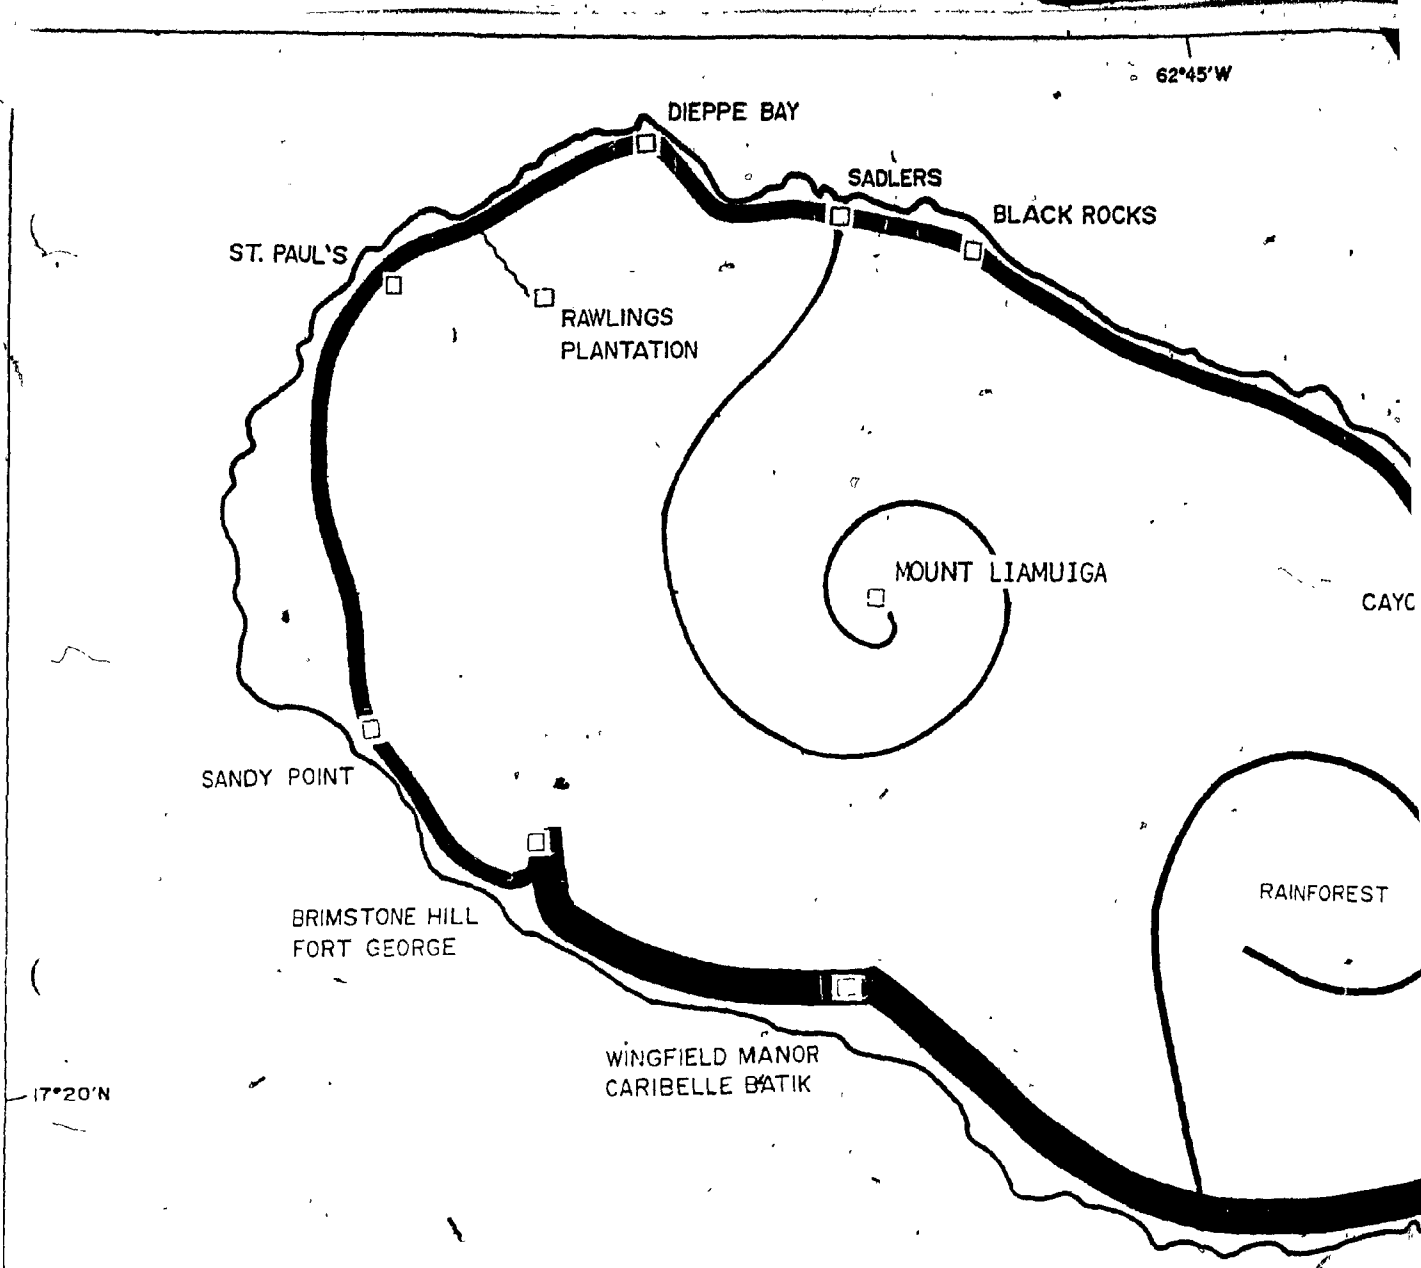 62°45'W
DIEPPE BAY
SADLERS
BLACK ROCKS
ST. PAUL'S
RAWLINGS
PLANTATION
MOUNT LIAMUIGA
CAYO
SANDY POINT
RAINFOREST
BRIMSTONE HILL
FORT GEORGE
WINGFIELD MANOR
CARIBELLE BATIK
17°20'N